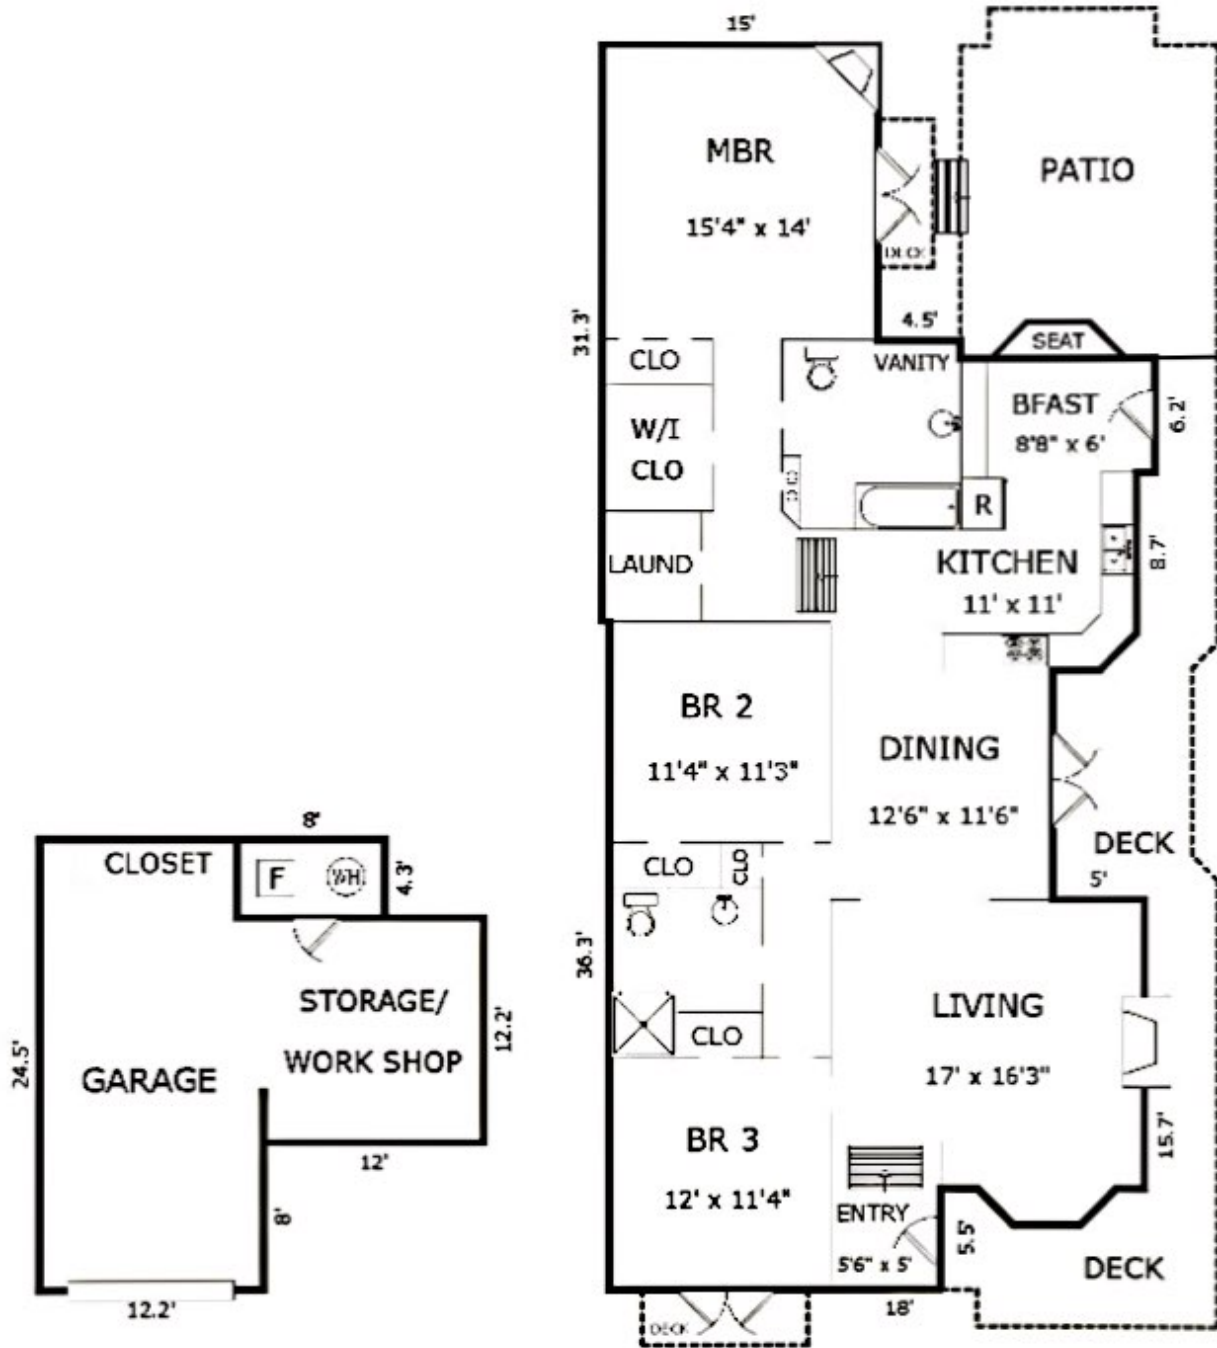 15'
MBR
15'4" x 14'
PATIO
DECK
31.3'
4.5'
SEAT
CLO
VANITY
W/I
CLO
BFAST
8'8" x 6'
6.2'
CLO
R
LAUND
KITCHEN
11' x 11'
8.7'
BR 2
11'4" x 11'3"
DINING
12'6" x 11'6"
DECK
5'
CLO
CLO
8'
CLOSET
F
WH
4.3'
STORAGE/
WORK SHOP
12.2'
24.5'
GARAGE
12'
8'
12.2'
36.3'
CLO
LIVING
17' x 16'3"
15.7'
BR 3
12' x 11'4"
ENTRY
5'6" x 5'
5.5'
DECK
18'
DECK